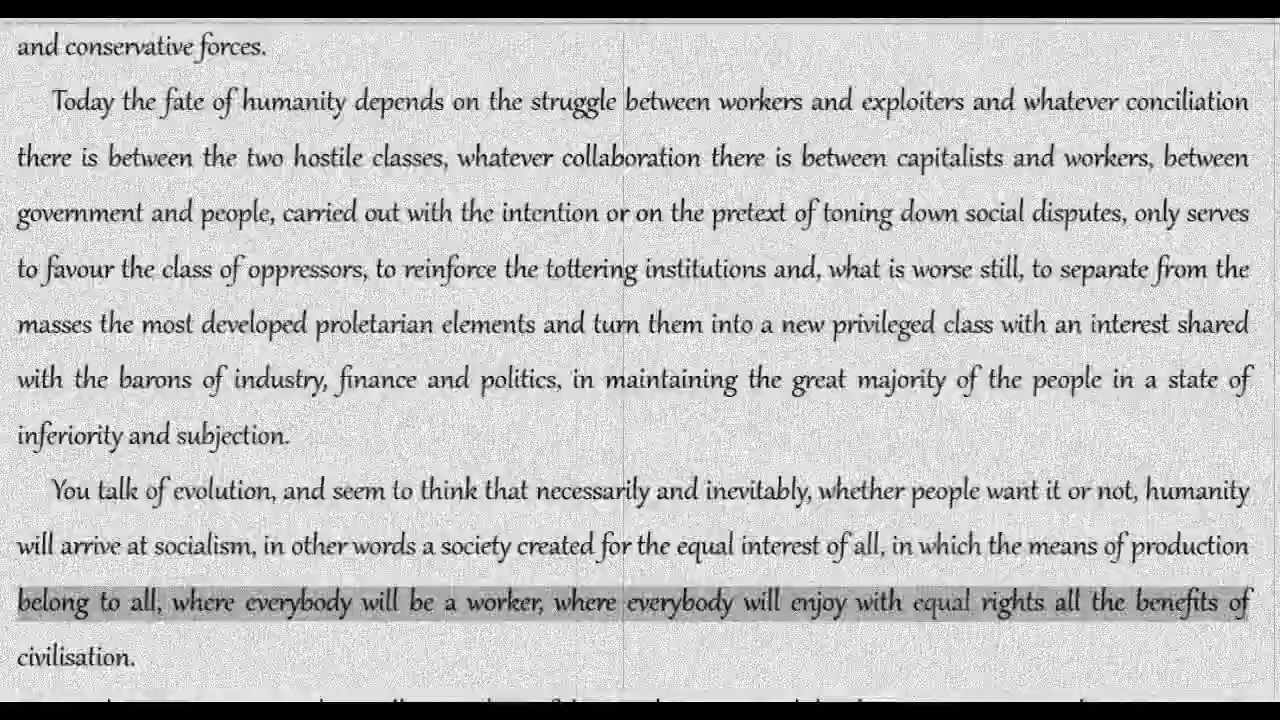 and conservative forces.
Today the fate of humanity depends on the struggle between workers and exploiters and whatever conciliation
there is between the two hostile classes, whatever collaboration there is between capitalists and workers, between
government and people, carried out with the intention or on the pretext of toning down social disputes, only serves
to favour the class of oppressors, to reinforce the tottering institutions and, what is worse still, to separate from the
masses the most developed proletarian elements and turn them into a new privileged class with an interest shared
with the barons of industry, finance and politics, in maintaining the great majority of the people in a state of
inferiority and subjection.
You talk of evolution, and seem to think that necessarily and inevitably, whether people want it or not, humanity
will arrive at socialism, in other words a society created for the equal interest of all, in which the means of production
belong to all, where everybody will be a worker, where everybody will enjoy with equal rights all the benefits of
civilisation.